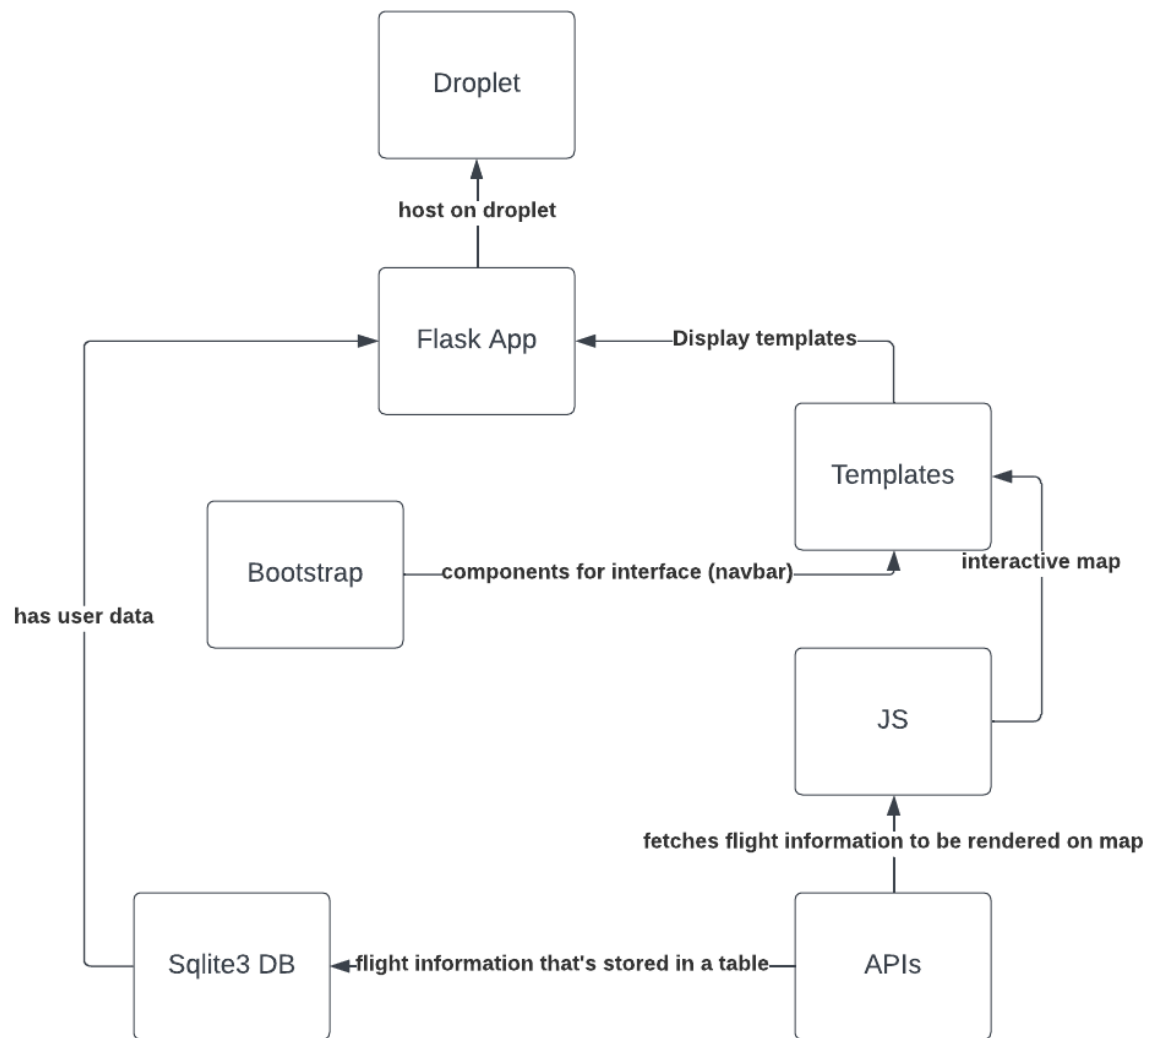 Droplet
host on droplet
Flask App
Display templates
Templates
Bootstrap
components for interface (navbar)
interactive map
has user data
JS
fetches flight information to be rendered on map
Sqlite3 DB
flight information that's stored in a table
APIs